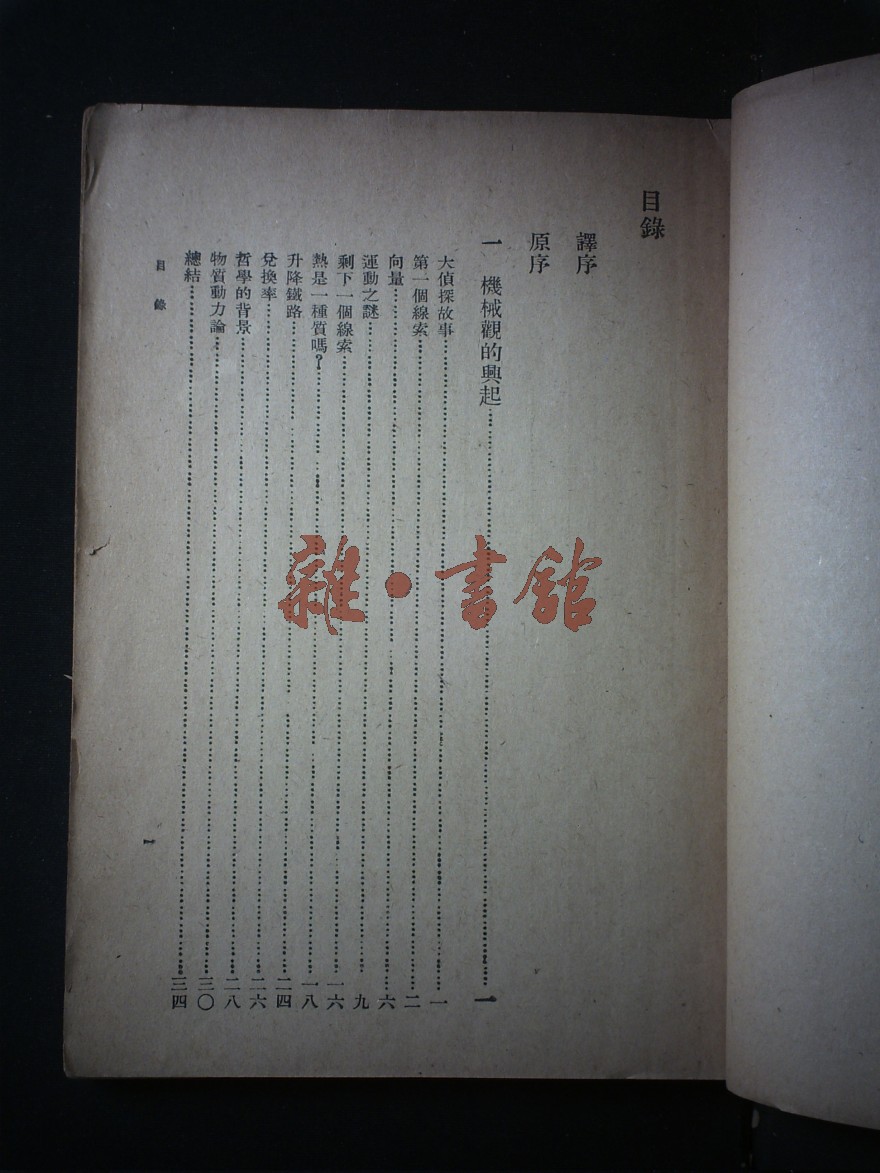 目錄
譯序
原序
一 機械觀的興起……一
大偵探故事……一
第一個線索……二
向量……六
運動之謎……九
剩下一個線索……一六
熱是一種質嗎?……一八
升降鐵路……二四
兌換率……二六
哲學的背景……二八
物質動力論……三〇
總結……三四
目錄
一
雜·書館